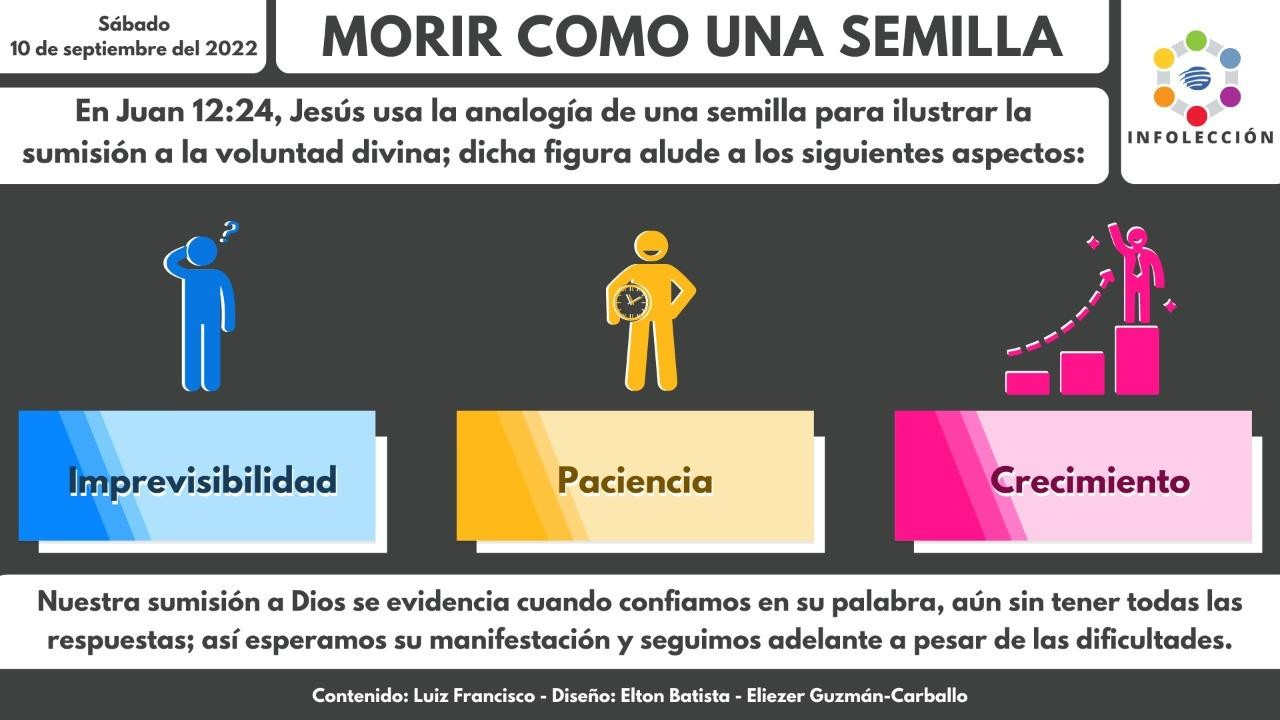 Sábado
10 de septiembre del 2022
MORIR COMO UNA SEMILLA
INFOLECCIÓN
En Juan 12:24, Jesús usa la analogía de una semilla para ilustrar la
sumisión a la voluntad divina; dicha figura alude a los siguientes aspectos:
?
Imprevisibilidad
Paciencia
Crecimiento
Nuestra sumisión a Dios se evidencia cuando confiamos en su palabra, aún sin tener todas las
respuestas; así esperamos su manifestación y seguimos adelante a pesar de las dificultades.
Contenido: Luiz Francisco - Diseño: Elton Batista - Eliezer Guzmán-Carballo